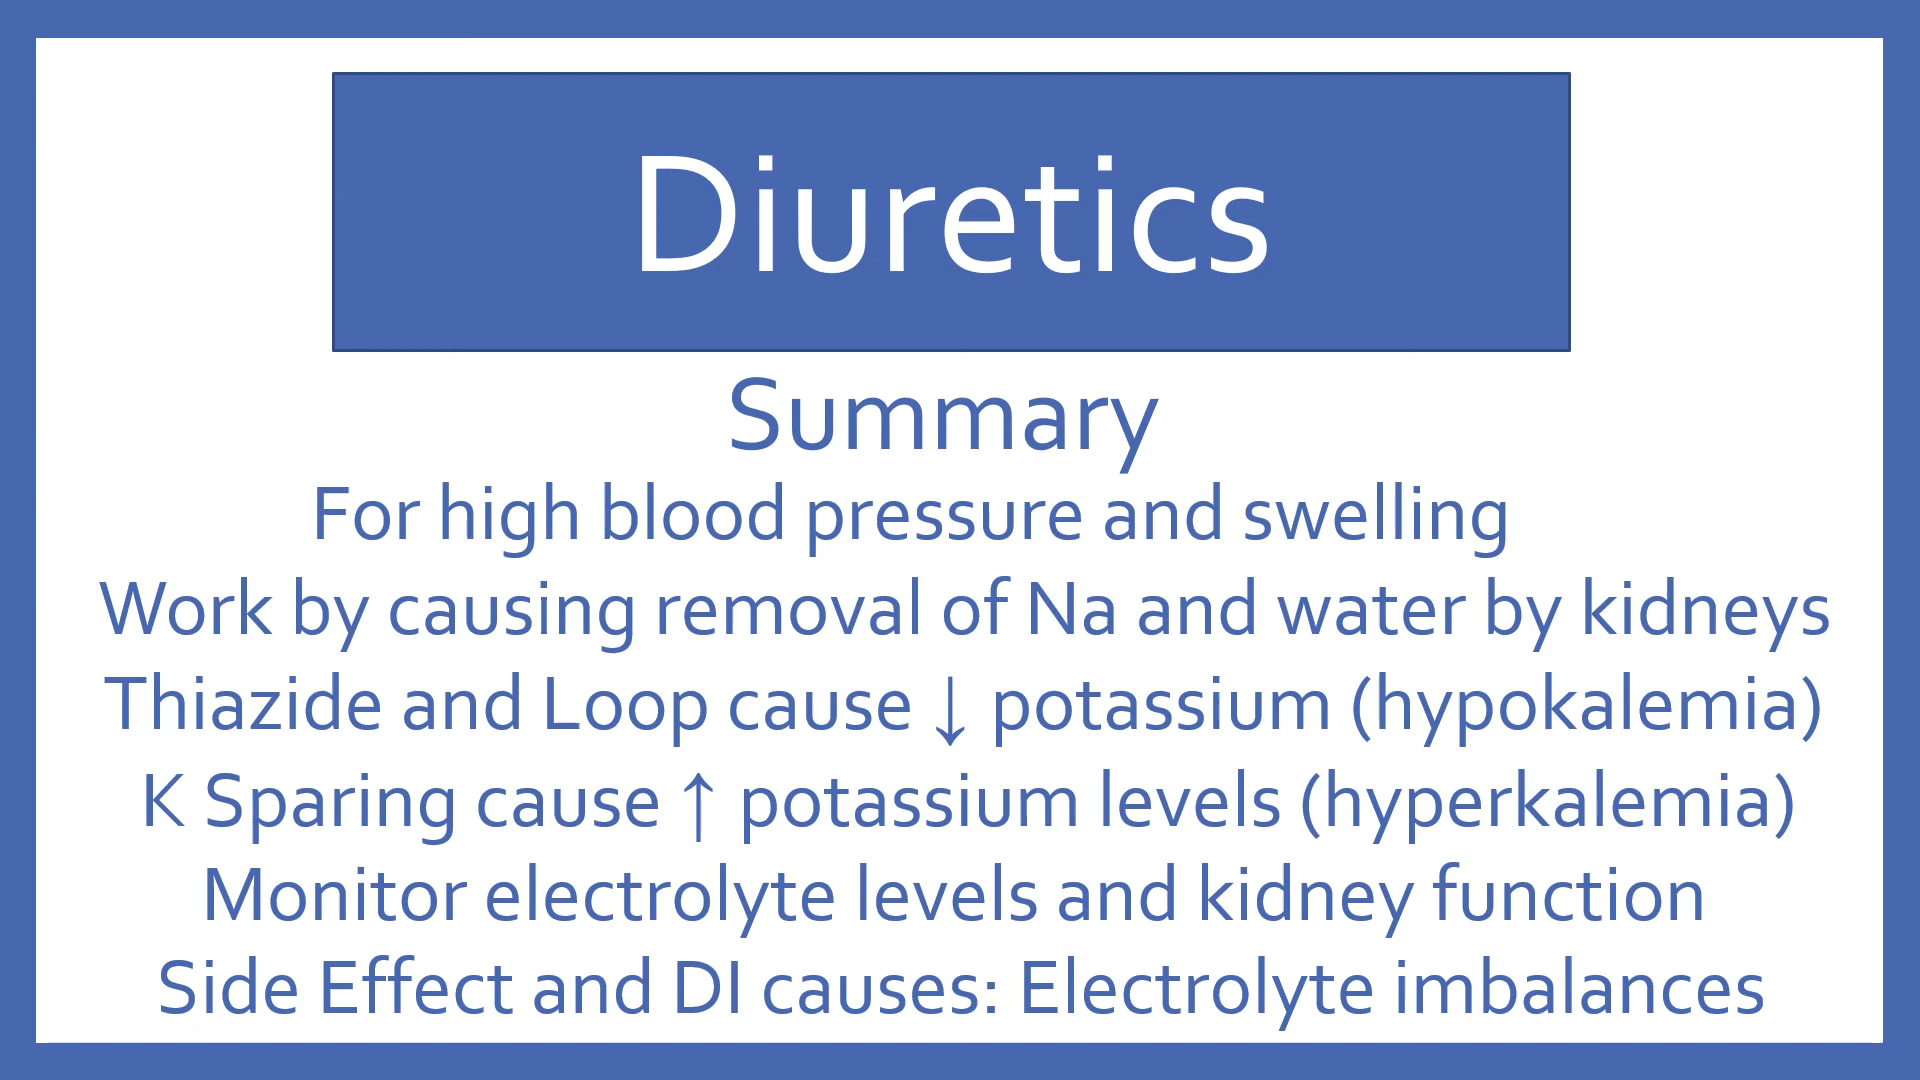 Diuretics
Summary
For high blood pressure and swelling
Work by causing removal of Na and water by kidneys
Thiazide and Loop cause ↓ potassium (hypokalemia)
K Sparing cause ↑ potassium levels (hyperkalemia)
Monitor electrolyte levels and kidney function
Side Effect and DI causes: Electrolyte imbalances